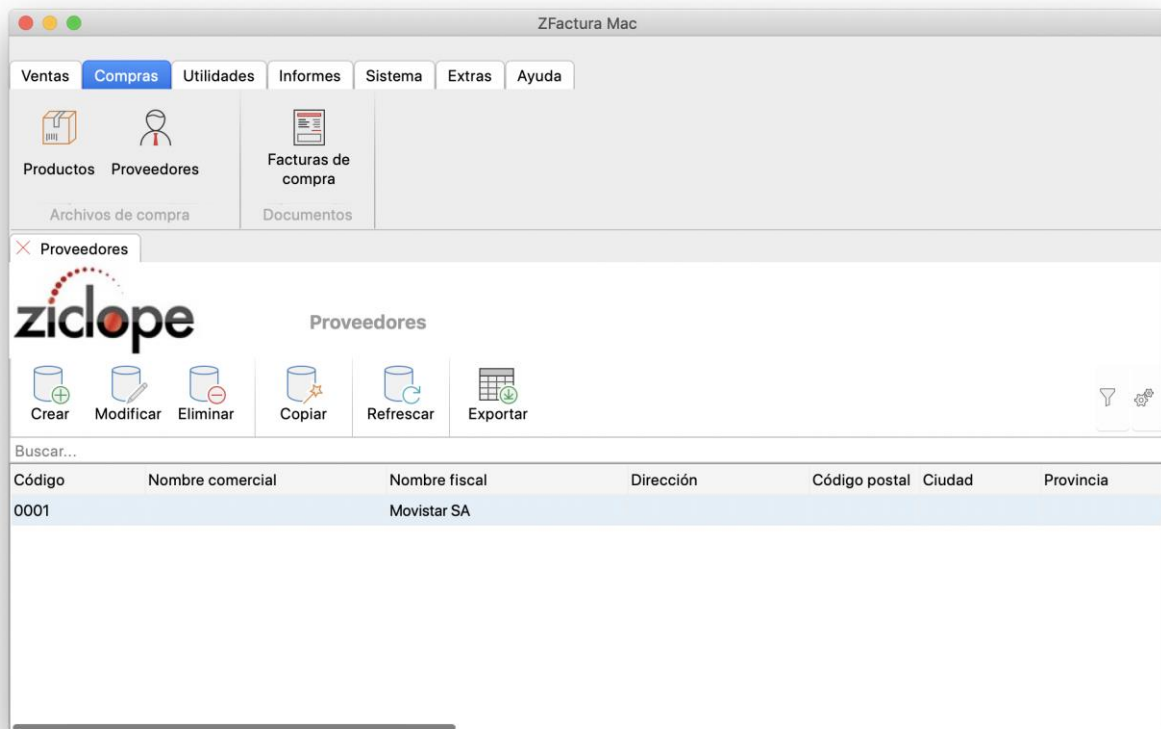 ZFactura Mac
Ventas Compras Utilidades Informes Sistema Extras Ayuda
Productos Proveedores Facturas de compra
Archivos de compra Documentos
Proveedores
ziclope Proveedores
Crear Modificar Eliminar Copiar Refrescar Exportar
Buscar...
Código Nombre comercial Nombre fiscal Dirección Código postal Ciudad Provincia
0001 Movistar SA